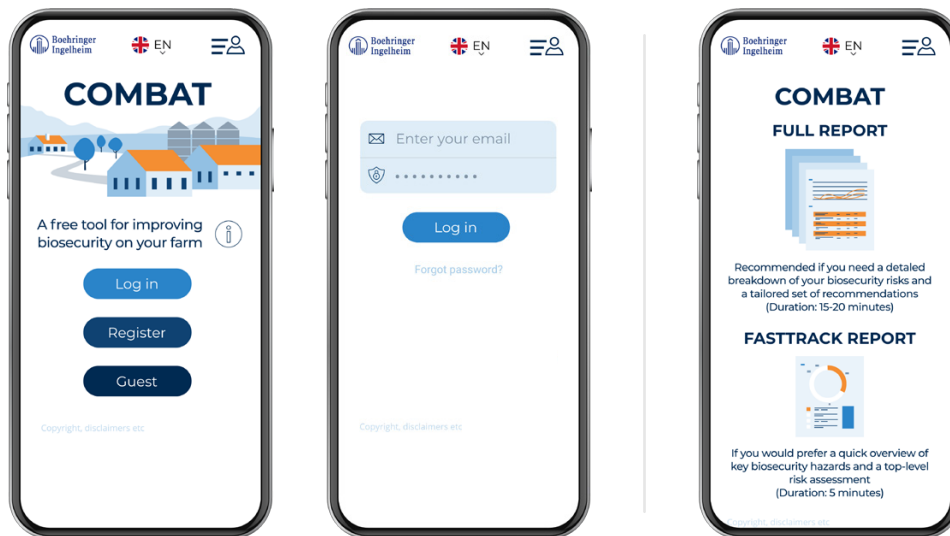 Boehringer
Ingelheim
EN
COMBAT
A free tool for improving
biosecurity on your farm
i
Log in
Register
Guest
Copyright, disclaimers etc
Boehringer
Ingelheim
EN
Enter your email
Log in
Forgot password?
Copyright, disclaimers etc
Boehringer
Ingelheim
EN
COMBAT
FULL REPORT
Recommended if you need a detaled
breakdown of your biosecurity risks and
a tailored set of recommendations
(Duration: 15-20 minutes)
FASTTRACK REPORT
If you would prefer a quick overview of
key biosecurity hazards and a top-level
risk assessment
(Duration: 5 minutes)
Copyright, disclaimers etc